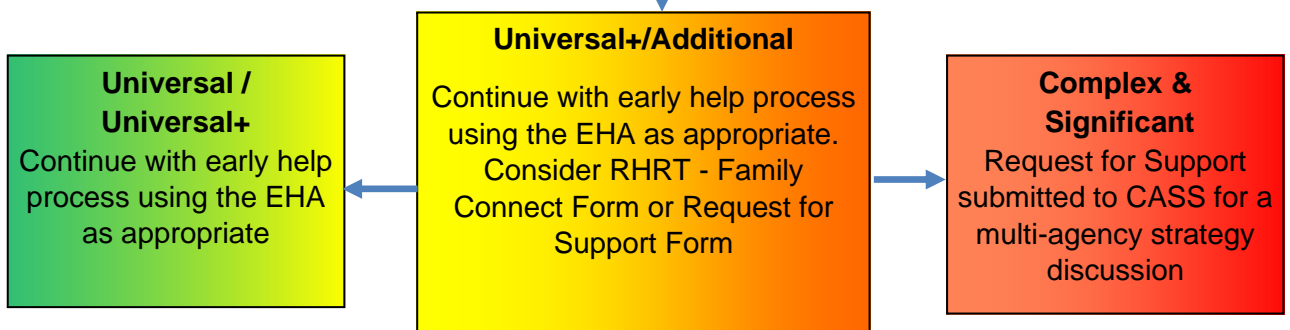 Universal /
Universal+
Continue with early help
process using the EHA
as appropriate
Universal+/Additional
Continue with early help process
using the EHA as appropriate.
Consider RHRT - Family
Connect Form or Request for
Support Form
Complex &
Significant
Request for Support
submitted to CASS for a
multi-agency strategy
discussion